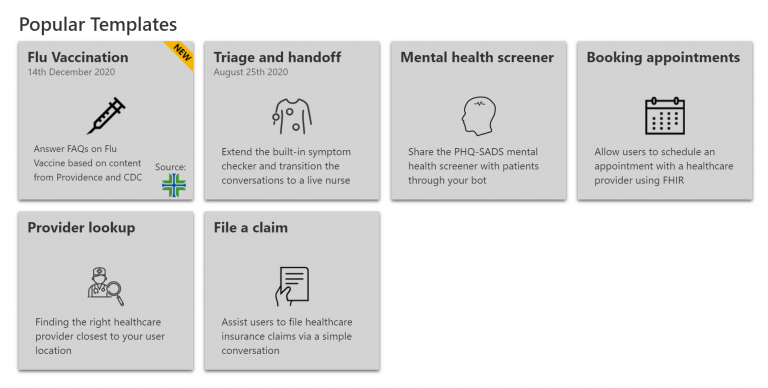 Popular Templates
Flu Vaccination
NEW
14th December 2020
Answer FAQs on Flu
Vaccine based on content
from Providence and CDC
Source:
Triage and handoff
August 25th 2020
Extend the built-in symptom
checker and transition the
conversations to a live nurse
Mental health screener
Share the PHQ-SADS mental
health screener with patients
through your bot
Booking appointments
Allow users to schedule an
appointment with a healthcare
provider using FHIR
Provider lookup
Finding the right healthcare
provider closest to your user
location
File a claim
Assist users to file healthcare
insurance claims via a simple
conversation